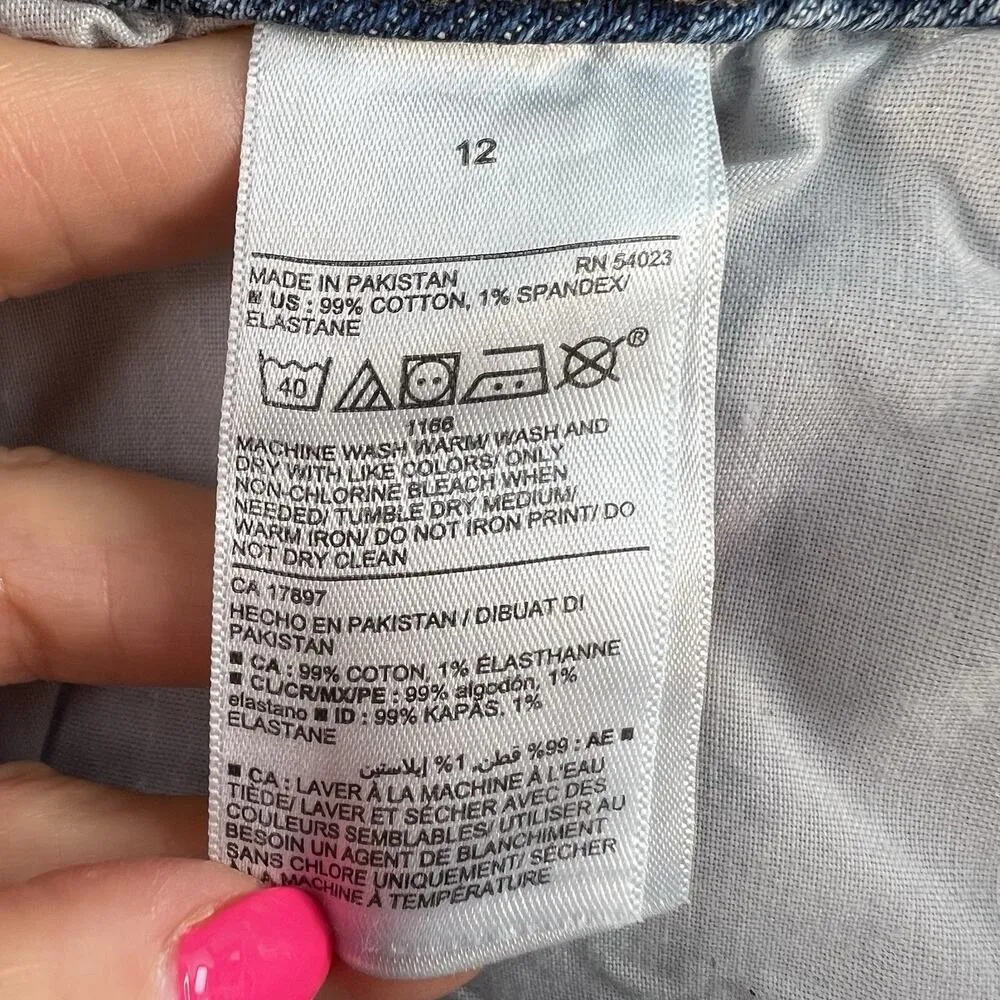 12
RN 54023
MADE IN PAKISTAN
US : 99% COTTON, 1% SPANDEX/
ELASTANE
40
®
1166
MACHINE WASH WARM/ WASH AND
DRY WITH LIKE COLORS/ ONLY
NON-CHLORINE BLEACH WHEN
NEEDED/ TUMBLE DRY MEDIUM/
WARM IRON/ DO NOT IRON PRINT/ DO
NOT DRY CLEAN
CA 17897
HECHO EN PAKISTAN / DIBUAT DI
PAKISTAN
■ CA : 99% COTON, 1% ÉLASTHANNE
■ CL/CR/MX/PE : 99% algodón, 1%
elastano ■ ID : 99% KAPAS, 1%
ELASTANE
■ AE : 99% قطن، 1% إيلاستين
■ CA : LAVER À LA MACHINE À L'EAU
TIÈDE/ LAVER ET SÉCHER AVEC DES
COULEURS SEMBLABLES/ UTILISER AU
BESOIN UN AGENT DE BLANCHIMENT
SANS CHLORE UNIQUEMENT/ SÉCHER
À LA MACHINE À TEMPÉRATURE